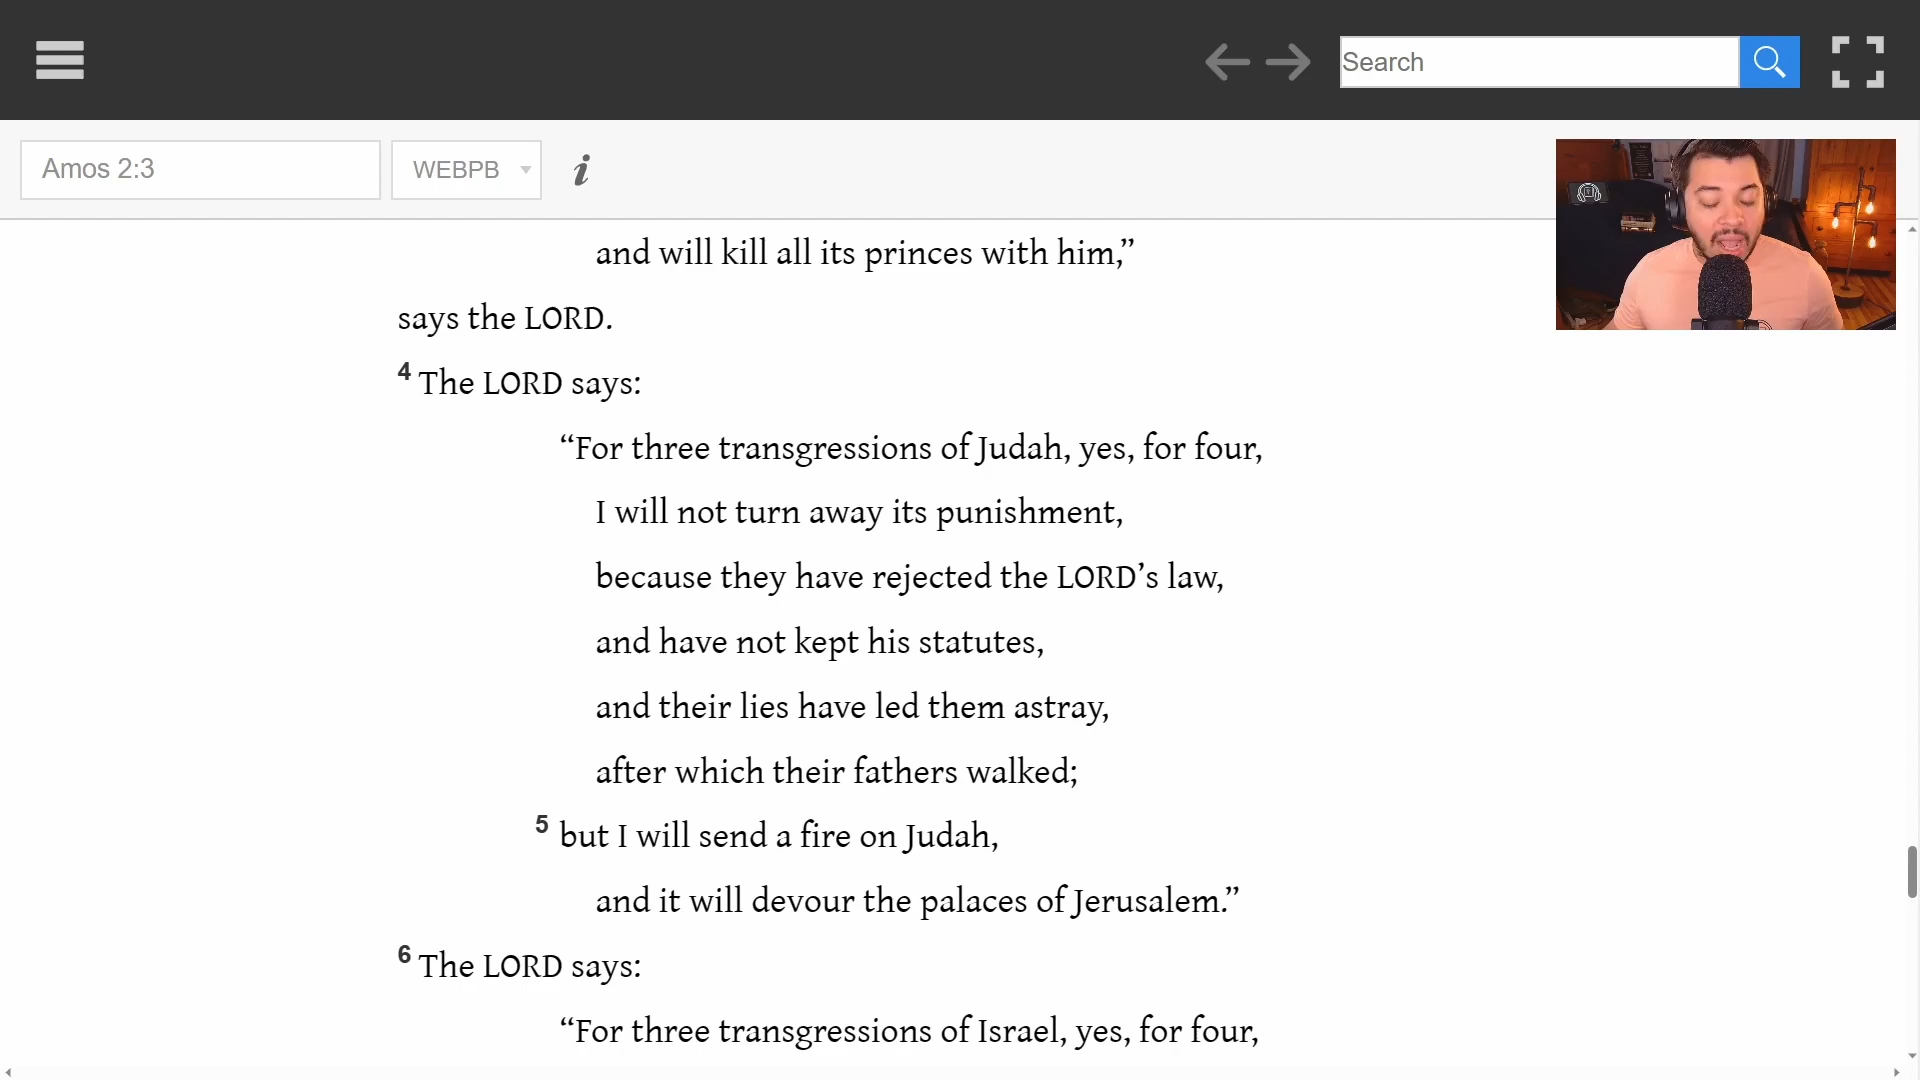 Search
Amos 2:3
WEBPB
i
and will kill all its princes with him,”
says the LORD.
4 The LORD says:
“For three transgressions of Judah, yes, for four,
I will not turn away its punishment,
because they have rejected the LORD’s law,
and have not kept his statutes,
and their lies have led them astray,
after which their fathers walked;
5 but I will send a fire on Judah,
and it will devour the palaces of Jerusalem.”
6 The LORD says:
“For three transgressions of Israel, yes, for four,